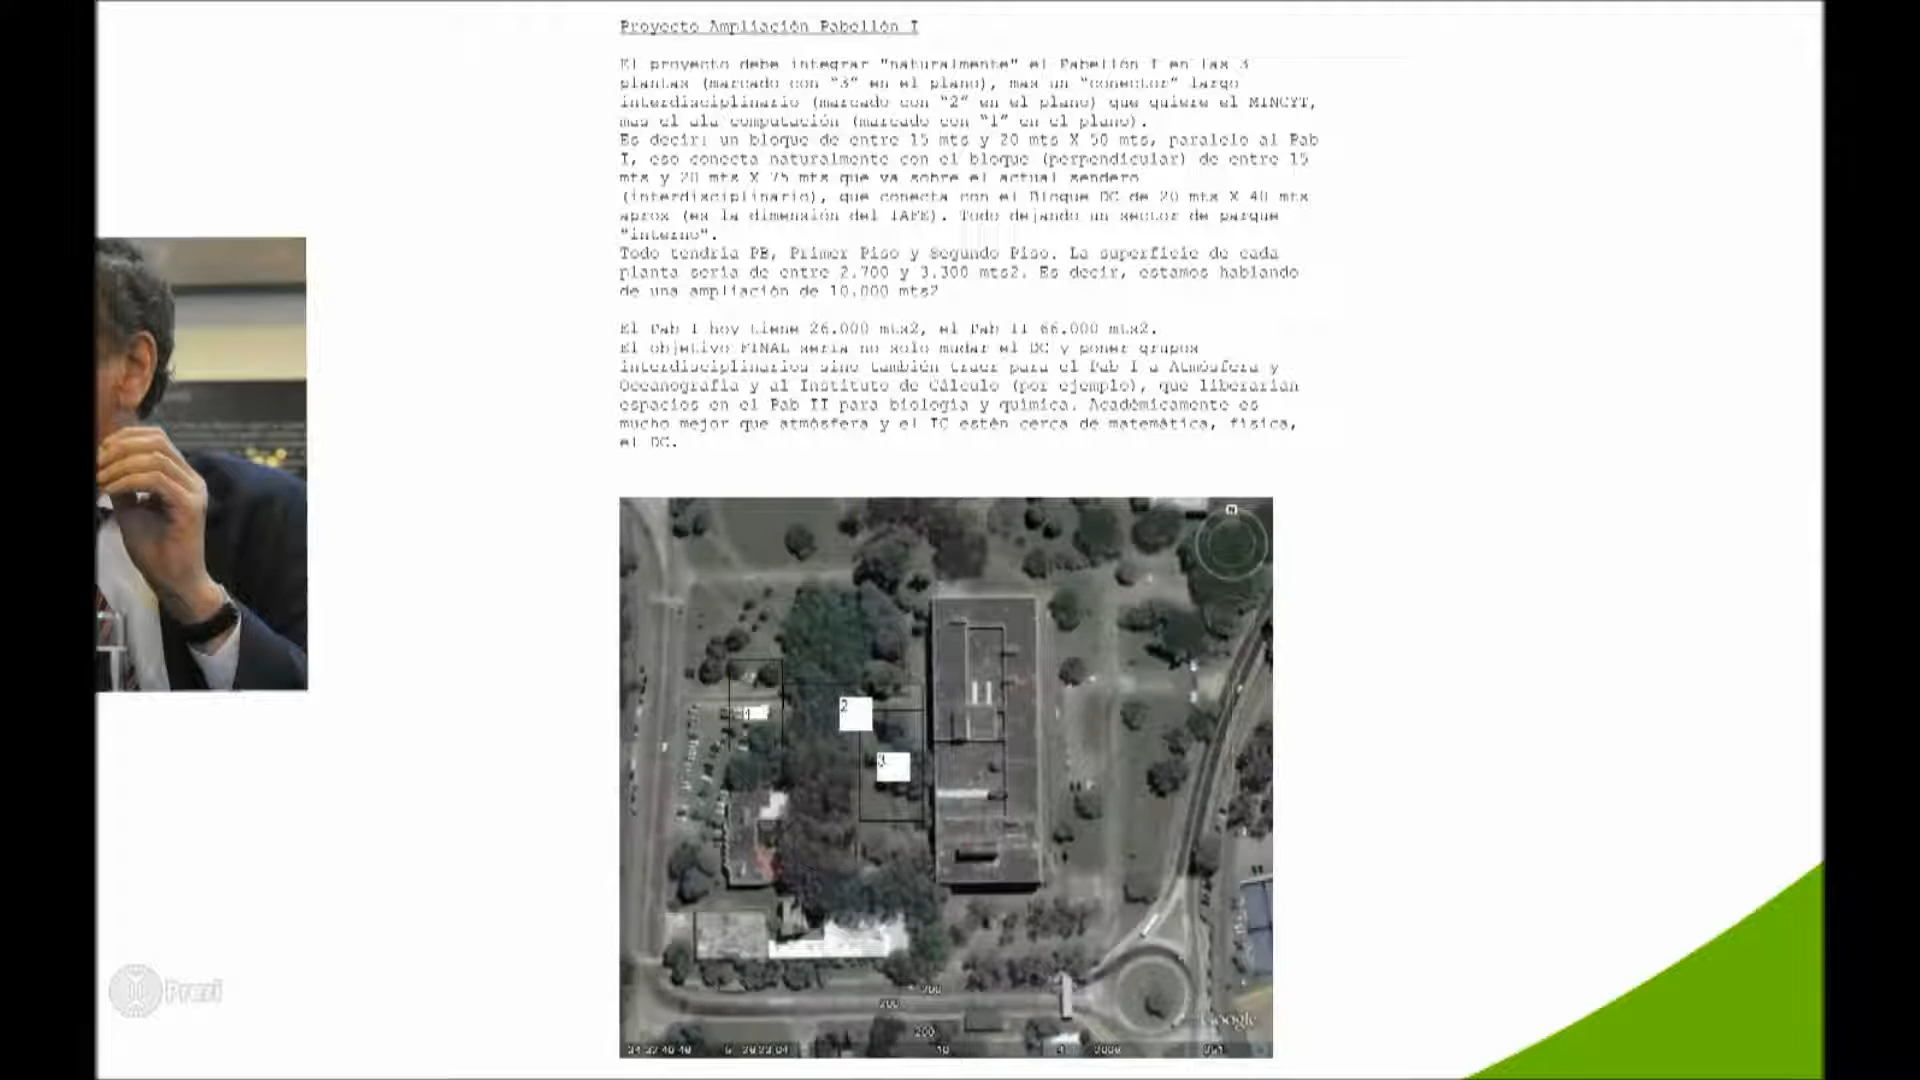 Proyecto Ampliación Pabellón I
El proyecto debe integrar "naturalmente" el Pabellón I en las 3
plantas (marcado con "3" en el plano), mas un "conector" largo
interdisciplinario (marcado con "2" en el plano) que quiere el MINCYT,
mas el ala computación (marcado con "1" en el plano).
Es decir: un bloque de entre 15 mts y 20 mts X 50 mts, paralelo al Pab
I, eso conecta naturalmente con el bloque (perpendicular) de entre 15
mts y 20 mts X 75 mts que va sobre el actual sendero
(interdisciplinario), que conecta con el Bloque DC de 20 mts X 40 mts
aprox (es la dimensión del IAFE). Todo dejando un sector de parque
"interno".
Todo tendria PB, Primer Piso y Segundo Piso. La superficie de cada
planta seria de entre 2.700 y 3.300 mts2. Es decir, estamos hablando
de una ampliación de 10.000 mts2
El Pab I hoy tiene 26.000 mts2, el Pab II 66.000 mts2.
El objetivo FINAL seria no solo mudar el DC y poner grupos
interdisciplinarios sino también traer para el Pab I a Atmósfera y
Oceanografía y al Instituto de Cálculo (por ejemplo), que liberarían
espacios en el Pab II para biología y química. Académicamente es
mucho mejor que atmósfera y el IC estén cerca de matemática, física,
el DC.
N
2
1
3
200
200
200
Google
Prezi